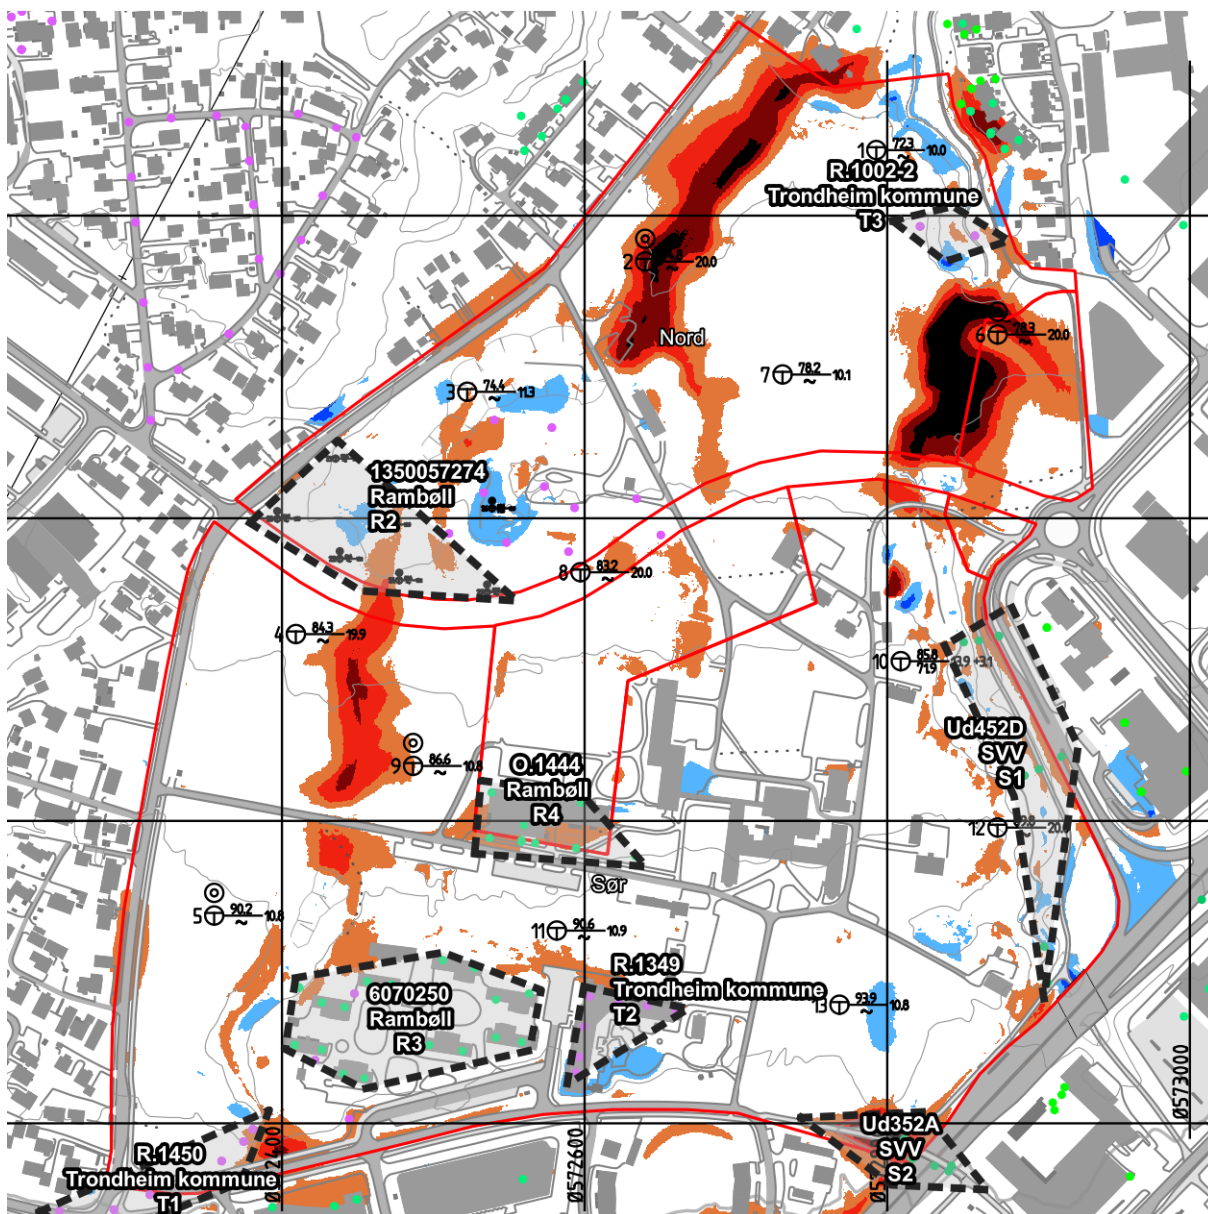 1 72.3 10.0
R.1002-2
Trondheim kommune
T3
2 20.0
Nord
6 78.3 20.0
7 78.2 10.1
3 74.4 11.3
1350057274
Rambøll
R2
8 83.2 20.0
4 84.3 19.9
10 85.8
71.9
Ud452D
SVV
S1
9 86.6 10.8
O.1444
Rambøll
R4
12
Sør
5 90.2 10.8
11 90.6 10.9
R.1349
Trondheim kommune
T2
6070250
Rambøll
R3
13 93.9 10.8
Ø573000
Ø572600
Ud352A
SVV
S2
R.1450
Trondheim kommune
T1